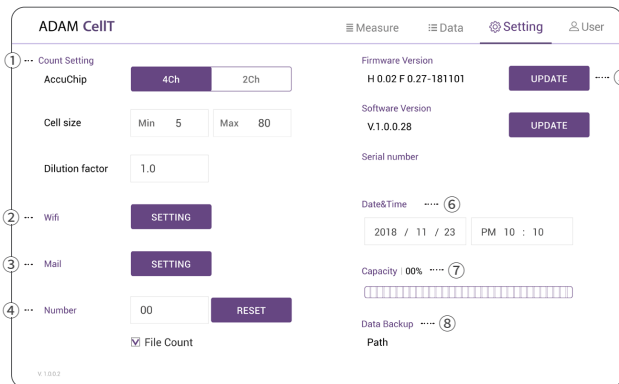 ADAM CellT
Measure Data Setting User
① Count Setting
AccuChip 4Ch 2Ch
Cell size Min 5 Max 80
Dilution factor 1.0
② Wifi SETTING
③ Mail SETTING
④ Number 00 RESET
File Count
V 1.0.0.2
Firmware Version
H 0.02 F 0.27-181101 UPDATE
Software Version
V.1.0.0.28 UPDATE
Serial number
Date&Time ⑥
2018 / 11 / 23 PM 10 : 10
Capacity | 00% ⑦
Data Backup ⑧
Path